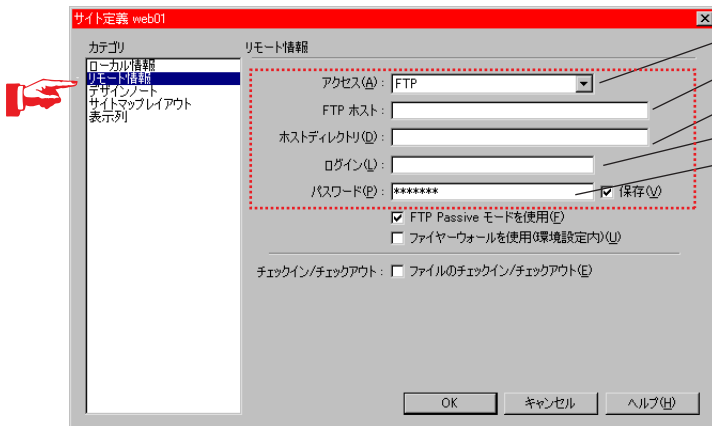 サイト定義 web01
カテゴリ
ローカル情報
リモート情報
デザインノート
サイトマップレイアウト
表示列
リモート情報
アクセス(A) : FTP
FTP ホスト :
ホストディレクトリ(D) :
ログイン(L) :
パスワード(P) : ******* 保存(V)
FTP Passive モードを使用(F)
ファイヤーウォールを使用(環境設定内)(U)
チェックイン/チェックアウト : ファイルのチェックイン/チェックアウト(E)
OK キャンセル ヘルプ(H)